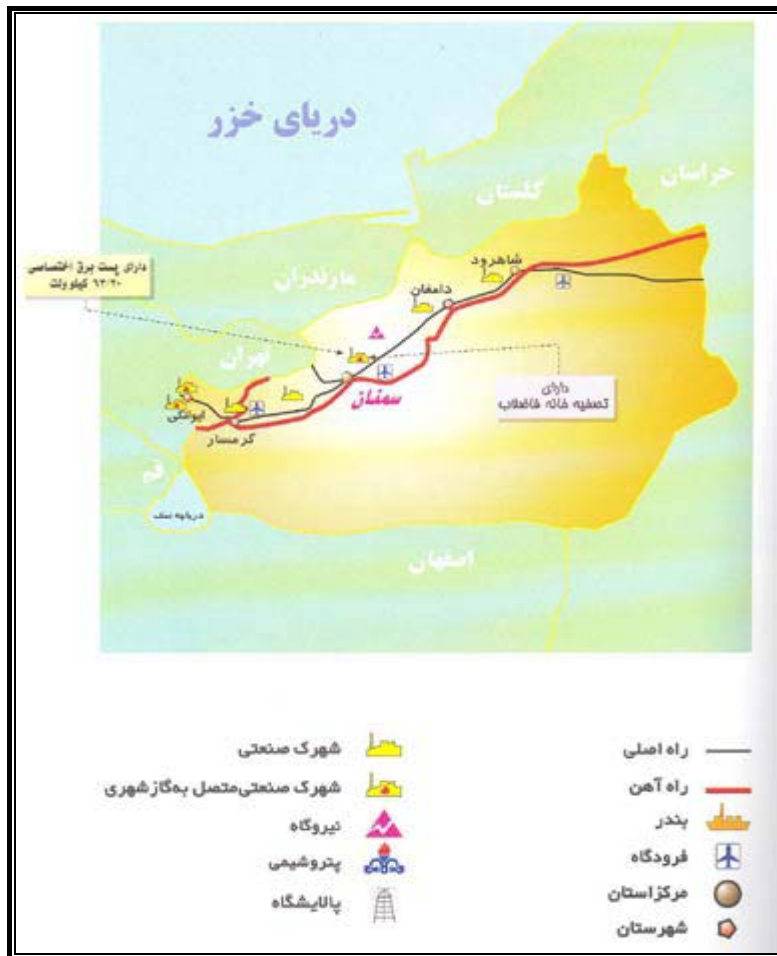 دریای خزر
خراسان
گلستان
مازندران
شاهرود
دامغان
دارای پست برق اختصاصی
۶۳/۲۰ کیلو ولت
تهران
سمنان
دارای
تصفیه خانه فاضلاب
ایوانکی
گرمسار
قم
دریاچه نمک
اصفهان
راه اصلی
راه آهن
بندر
فرودگاه
مرکز استان
شهرستان
شهرک صنعتی
شهرک صنعتی متصل به گاز شهری
نیروگاه
پتروشیمی
پالایشگاه